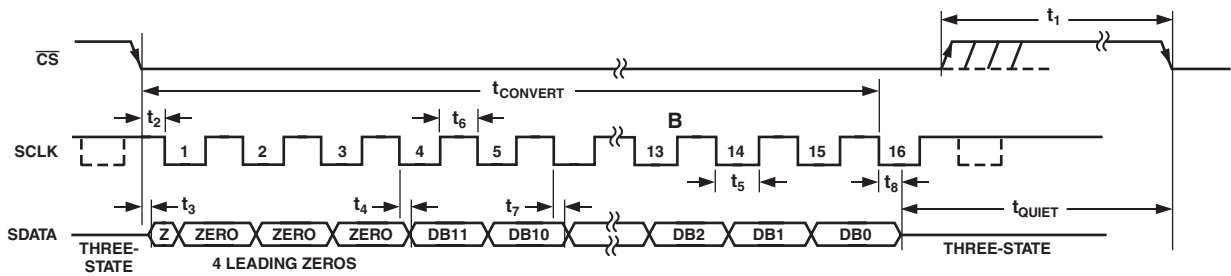 t1
CS
tCONVERT
t2
t6
B
SCLK
1
2
3
4
5
13
14
15
16
t5
t8
t3
t4
t7
tQUIET
SDATA
Z
ZERO
ZERO
ZERO
DB11
DB10
DB2
DB1
DB0
THREE-
STATE
4 LEADING ZEROS
THREE-STATE